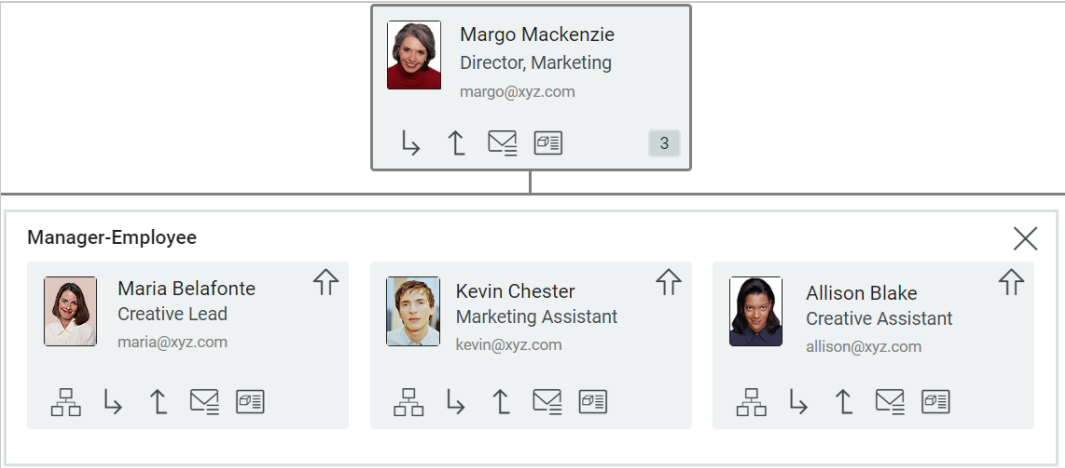 Margo Mackenzie
Director, Marketing
margo@xyz.com
3
Manager-Employee
Maria Belafonte
Creative Lead
maria@xyz.com
Kevin Chester
Marketing Assistant
kevin@xyz.com
Allison Blake
Creative Assistant
allison@xyz.com